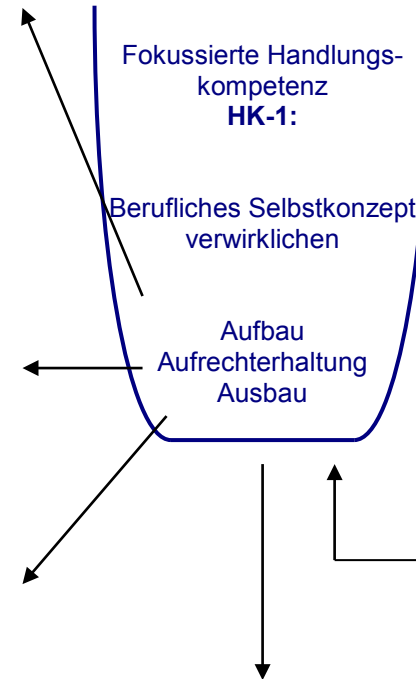 Fokussierte Handlungs-
kompetenz
HK-1:
Berufliches Selbstkonzept
verwirklichen
Aufbau
Aufrechterhaltung
Ausbau